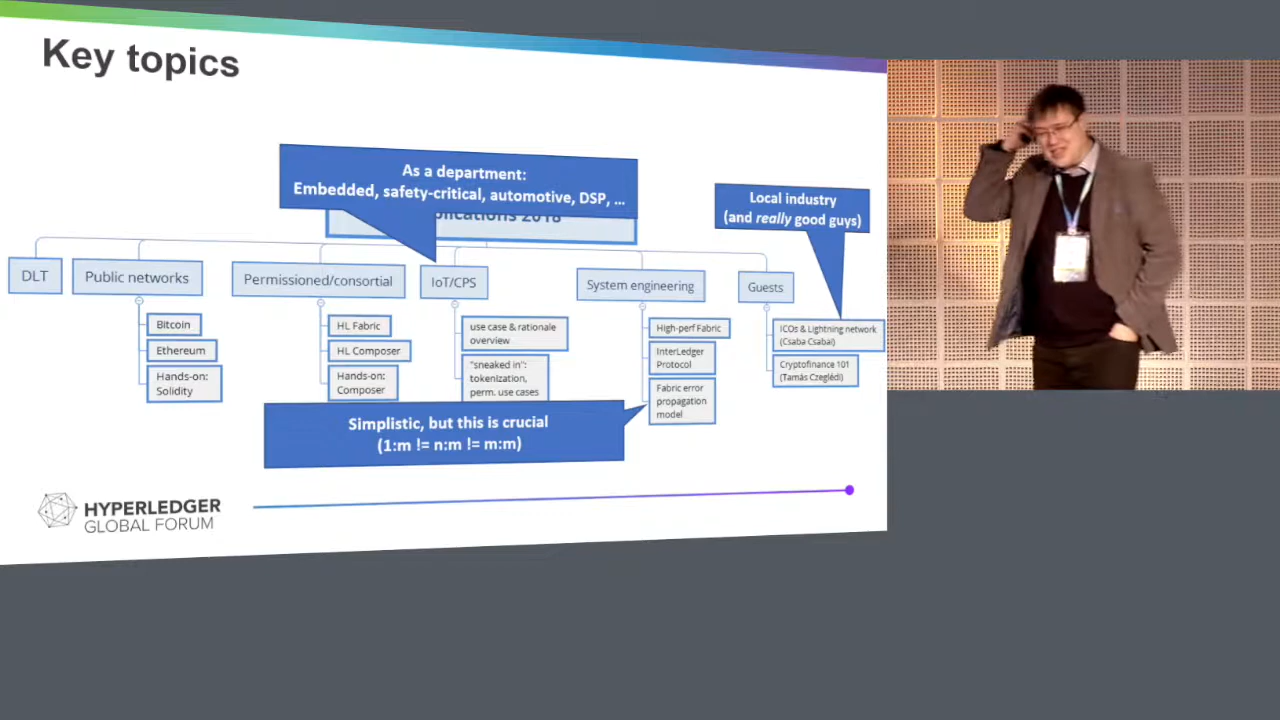 Key topics
As a department:
Embedded, safety-critical, automotive, DSP, ...
2018
Local industry
(and really good guys)
DLT
Public networks
Permissioned/consortial
IoT/CPS
System engineering
Guests
Bitcoin
Ethereum
Hands-on:
Solidity
HL Fabric
HL Composer
Hands-on:
Composer
use case & rationale
overview
"sneaked in":
tokenization,
perm. use cases
High-perf Fabric
InterLedger
Protocol
Fabric error
propagation
model
ICOs & Lightning network
(Csaba Csabai)
Cryptofinance 101
(Tamás Czeglédi)
Simplistic, but this is crucial
(1:m != n:m != m:m)
HYPERLEDGER
GLOBAL FORUM